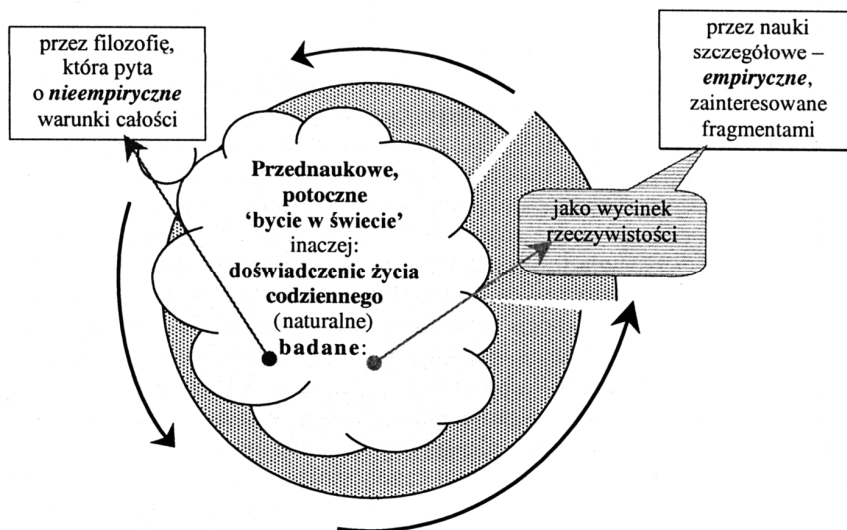 przez filozofię,
która pyta
o nieempiryczne
warunki całości
przez nauki
szczegółowe –
empiryczne,
zainteresowane
fragmentami
Przednaukowe,
potoczne
‘bycie w świecie’
inaczej:
doświadczenie życia
codziennego
(naturalne)
badane:
jako wycinek
rzeczywistości